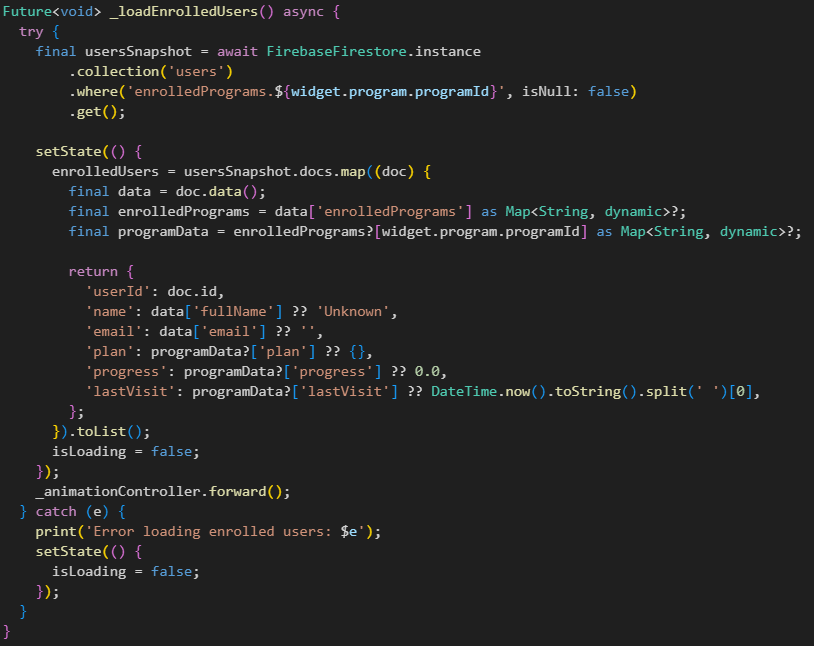 Future<void> _loadEnrolledUsers() async {
  try {
    final usersSnapshot = await FirebaseFirestore.instance
        .collection('users')
        .where('enrolledPrograms.${widget.program.programId}', isNull: false)
        .get();

    setState(() {
      enrolledUsers = usersSnapshot.docs.map((doc) {
        final data = doc.data();
        final enrolledPrograms = data['enrolledPrograms'] as Map<String, dynamic>?;
        final programData = enrolledPrograms?[widget.program.programId] as Map<String, dynamic>?;

        return {
          'userId': doc.id,
          'name': data['fullName'] ?? 'Unknown',
          'email': data['email'] ?? '',
          'plan': programData?['plan'] ?? {},
          'progress': programData?['progress'] ?? 0.0,
          'lastVisit': programData?['lastVisit'] ?? DateTime.now().toString().split(' ')[0],
        };
      }).toList();
      isLoading = false;
    });
    _animationController.forward();
  } catch (e) {
    print('Error loading enrolled users: $e');
    setState(() {
      isLoading = false;
    });
  }
}